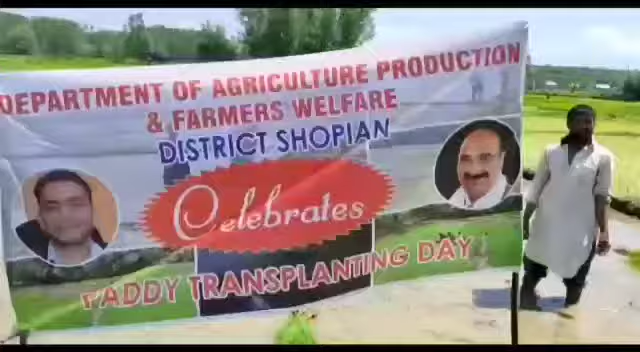 DEPARTMENT OF AGRICULTURE PRODUCTION
& FARMERS WELFARE
DISTRICT SHOPIAN
Celebrates
PADDY TRANSPLANTING DAY